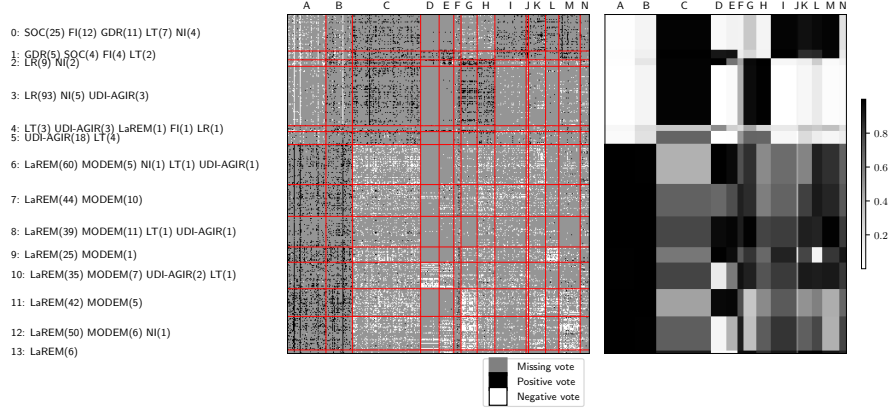 A B C D E F G H I J K L M N A B C D E F G H I J K L M N
0: SOC(25) FI(12) GDR(11) LT(7) NI(4)
1: GDR(5) SOC(4) FI(4) LT(2)
2: LR(9) NI(2)
3: LR(93) NI(5) UDI-AGIR(3)
4: LT(3) UDI-AGIR(3) LaREM(1) FI(1) LR(1)
5: UDI-AGIR(18) LT(4)
6: LaREM(60) MODEM(5) NI(1) LT(1) UDI-AGIR(1)
7: LaREM(44) MODEM(10)
8: LaREM(39) MODEM(11) LT(1) UDI-AGIR(1)
9: LaREM(25) MODEM(1)
10: LaREM(35) MODEM(7) UDI-AGIR(2) LT(1)
11: LaREM(42) MODEM(5)
12: LaREM(50) MODEM(6) NI(1)
13: LaREM(6)
0.8
0.6
0.4
0.2
Missing vote
Positive vote
Negative vote